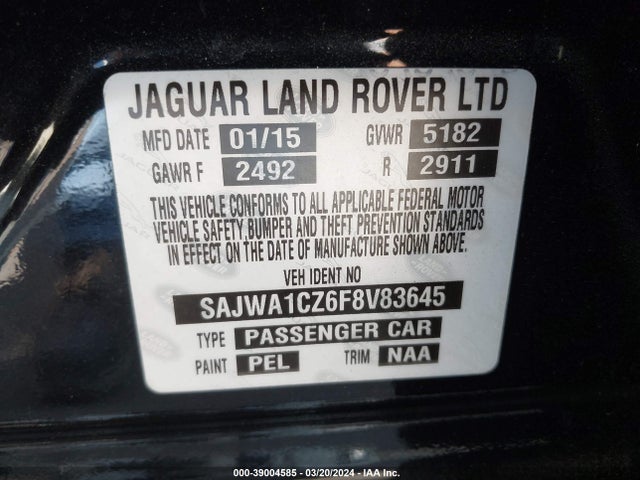 JAGUAR LAND ROVER LTD
MFD DATE 01/15 GVWR 5182
GAWR F 2492 R 2911
THIS VEHICLE CONFORMS TO ALL APPLICABLE FEDERAL MOTOR
VEHICLE SAFETY, BUMPER AND THEFT PREVENTION STANDARDS
IN EFFECT ON THE DATE OF MANUFACTURE SHOWN ABOVE.
VEH IDENT NO
SAJWA1CZ6F8V83645
TYPE PASSENGER CAR
PAINT PEL TRIM NAA
000-39004585 - 03/20/2024 - IAA Inc.